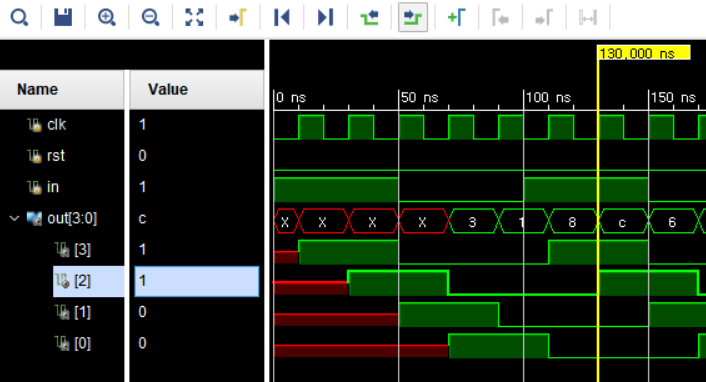 130,000 ns
Name Value
0 ns 50 ns 100 ns 150 ns
clk 1
rst 0
in 1
out[3:0] c X X X X 3 1 8 c 6
[3] 1
[2] 1
[1] 0
[0] 0